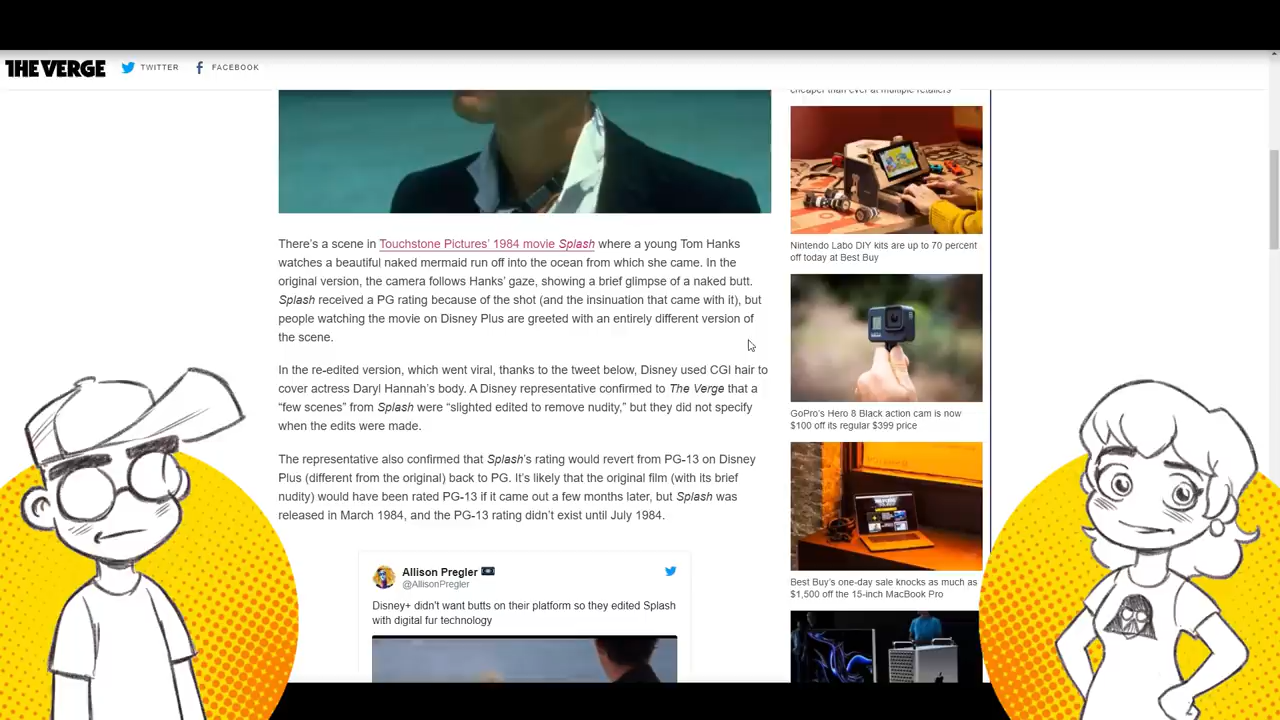 THE VERGE TWITTER FACEBOOK
cheaper than ever at multiple retailers
There's a scene in Touchstone Pictures' 1984 movie Splash where a young Tom Hanks
watches a beautiful naked mermaid run off into the ocean from which she came. In the
original version, the camera follows Hanks' gaze, showing a brief glimpse of a naked butt.
Splash received a PG rating because of the shot (and the insinuation that came with it), but
people watching the movie on Disney Plus are greeted with an entirely different version of
the scene.
In the re-edited version, which went viral, thanks to the tweet below, Disney used CGI hair to
cover actress Daryl Hannah's body. A Disney representative confirmed to The Verge that a
"few scenes" from Splash were "slighted edited to remove nudity," but they did not specify
when the edits were made.
The representative also confirmed that Splash's rating would revert from PG-13 on Disney
Plus (different from the original) back to PG. It's likely that the original film (with its brief
nudity) would have been rated PG-13 if it came out a few months later, but Splash was
released in March 1984, and the PG-13 rating didn't exist until July 1984.
Allison Pregler
@AllisonPregler
Disney+ didn't want butts on their platform so they edited Splash
with digital fur technology
Nintendo Labo DIY kits are up to 70 percent
off today at Best Buy
GoPro's Hero 8 Black action cam is now
$100 off its regular $399 price
Best Buy's one-day sale knocks as much as
$1,500 off the 15-inch MacBook Pro